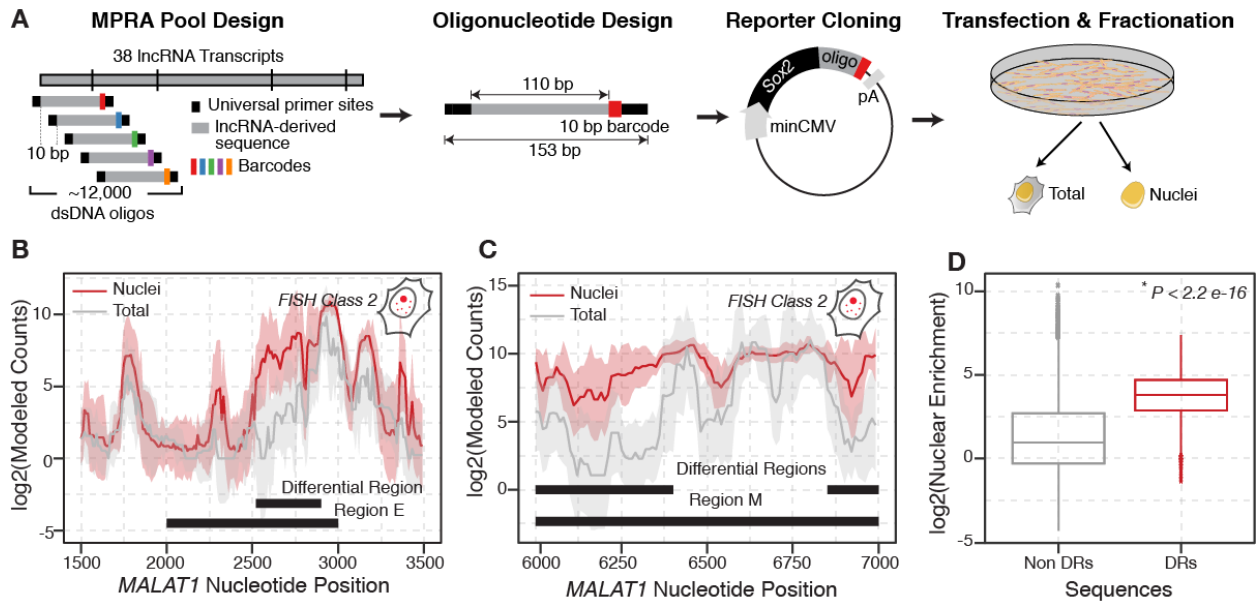 A
MPRA Pool Design
38 lncRNA Transcripts
Universal primer sites
lncRNA-derived
sequence
Barcodes
10 bp
~12,000
dsDNA oligos
Oligonucleotide Design
110 bp
10 bp barcode
153 bp
Reporter Cloning
Sox2
oligo
pA
minCMV
Transfection & Fractionation
Total
Nuclei
B
log2(Modeled Counts)
10
5
0
-5
Nuclei
Total
FISH Class 2
Differential Region
Region E
1500
2000
2500
3000
3500
MALAT1 Nucleotide Position
C
log2(Modeled Counts)
15
10
5
0
Nuclei
Total
FISH Class 2
Differential Regions
Region M
6000
6250
6500
6750
7000
MALAT1 Nucleotide Position
D
log2(Nuclear Enrichment)
10
5
0
-5
* P < 2.2 e-16
Non DRs
DRs
Sequences